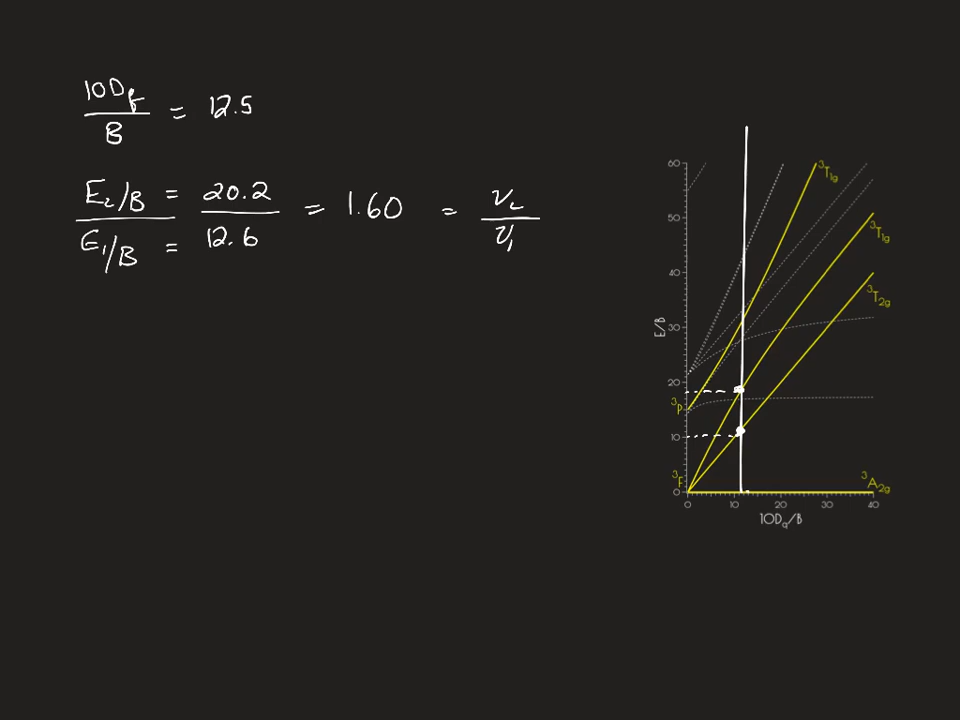 10Dq/B = 12.5
E₂/B = 20.2
E₁/B = 12.6
= 1.60 = ν₂/ν₁
60
50
40
30
20
10
0
E/B
³P
³F
³T₁g
³T₁g
³T₂g
³A₂g
0 10 20 30 40
10Dq/B